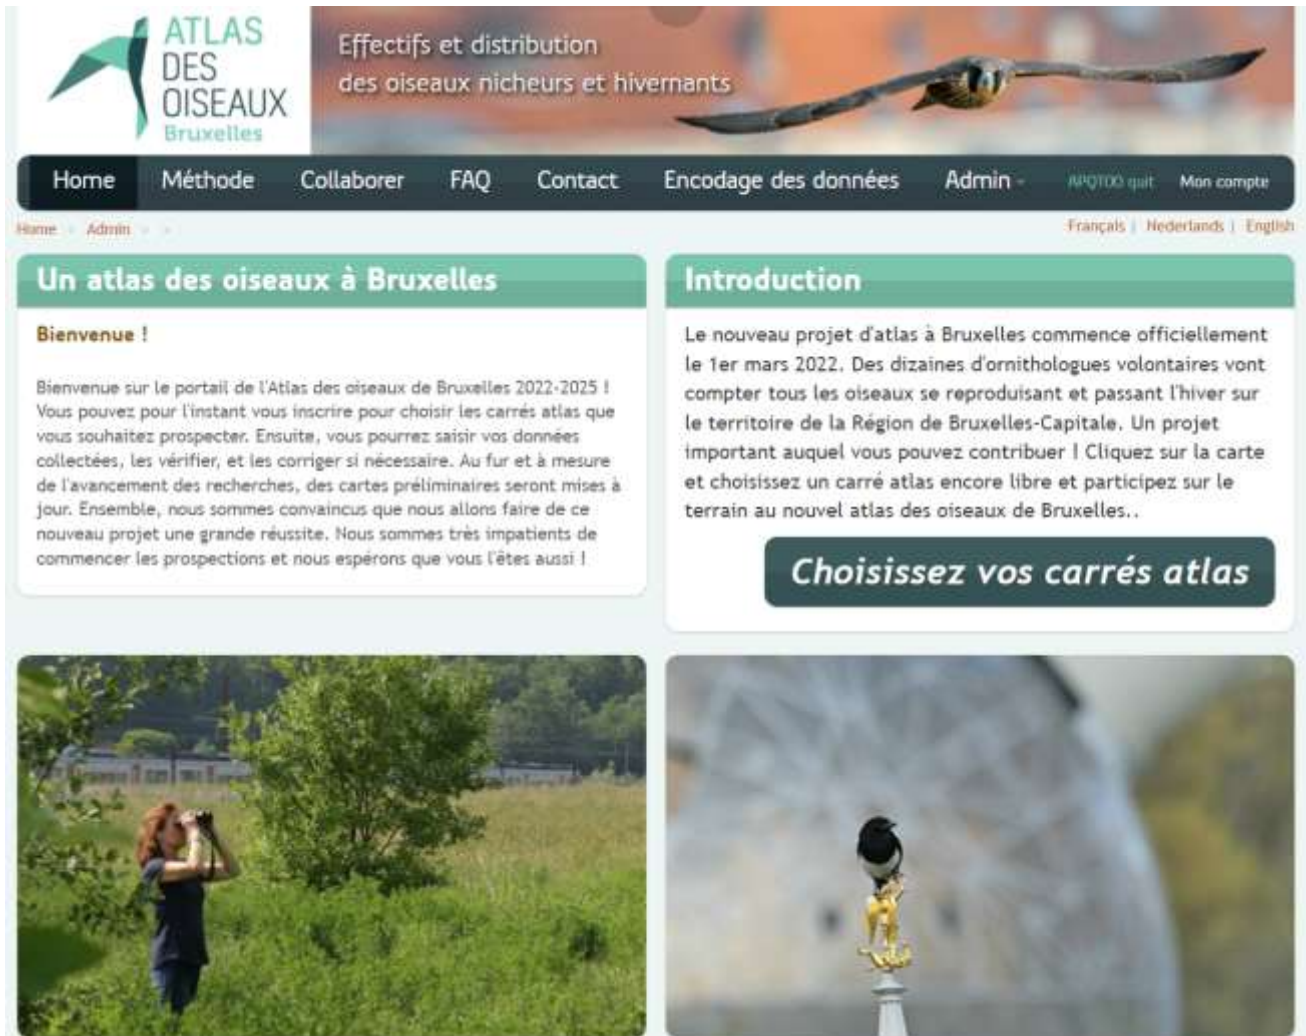 ATLAS
DES
OISEAUX
Bruxelles
Effectifs et distribution
des oiseaux nicheurs et hivernants
Home Méthode Collaborer FAQ Contact Encodage des données Admin quit Mon compte
Home Admin Français | Nederlands | English
Un atlas des oiseaux à Bruxelles
Bienvenue !
Bienvenue sur le portail de l'Atlas des oiseaux de Bruxelles 2022-2025 !
Vous pouvez pour l'instant vous inscrire pour choisir les carrés atlas que
vous souhaitez prospecter. Ensuite, vous pourrez saisir vos données
collectées, les vérifier, et les corriger si nécessaire. Au fur et à mesure
de l'avancement des recherches, des cartes préliminaires seront mises à
jour. Ensemble, nous sommes convaincus que nous allons faire de ce
nouveau projet une grande réussite. Nous sommes très impatients de
commencer les prospections et nous espérons que vous l'êtes aussi !
Introduction
Le nouveau projet d'atlas à Bruxelles commence officiellement
le 1er mars 2022. Des dizaines d'ornithologues volontaires vont
compter tous les oiseaux se reproduisant et passant l'hiver sur
le territoire de la Région de Bruxelles-Capitale. Un projet
important auquel vous pouvez contribuer ! Cliquez sur la carte
et choisissez un carré atlas encore libre et participez sur le
terrain au nouvel atlas des oiseaux de Bruxelles..
Choisissez vos carrés atlas